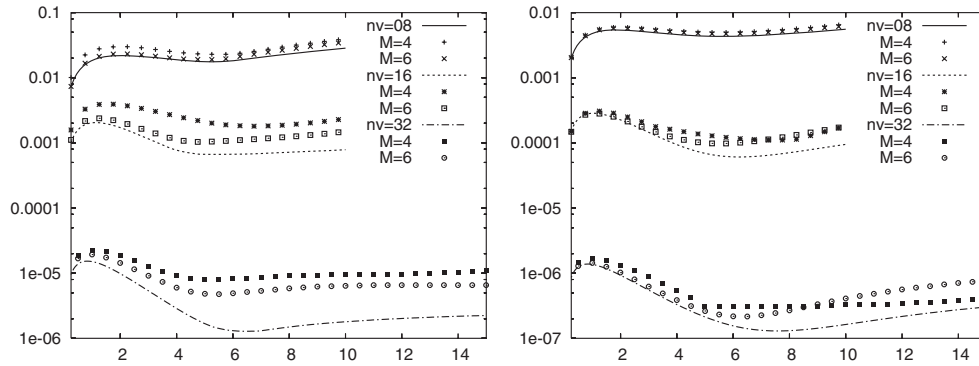 0.1
0.01
0.001
0.0001
1e-05
1e-06
2 4 6 8 10 12 14
nv=08
M=4
M=6
nv=16
M=4
M=6
nv=32
M=4
M=6
0.01
0.001
0.0001
1e-05
1e-06
1e-07
2 4 6 8 10 12 14
nv=08
M=4
M=6
nv=16
M=4
M=6
nv=32
M=4
M=6